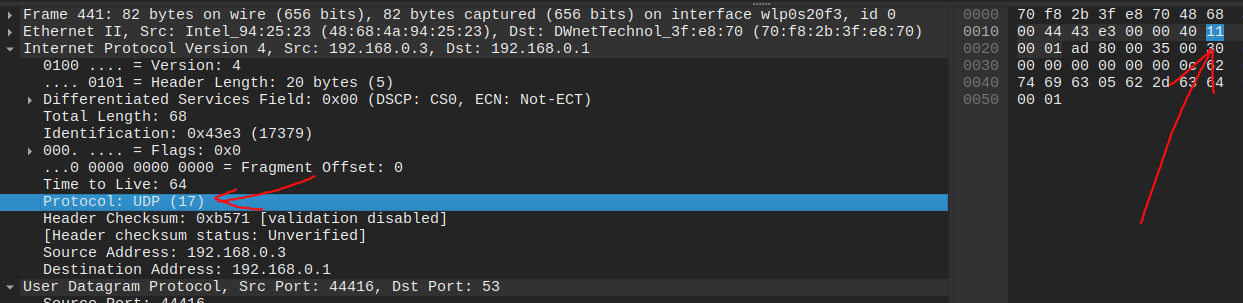 Frame 441: 82 bytes on wire (656 bits), 82 bytes captured (656 bits) on interface wlp0s20f3, id 0
Ethernet II, Src: Intel_94:25:23 (48:68:4a:94:25:23), Dst: DWnetTechnol_3f:e8:70 (70:f8:2b:3f:e8:70)
Internet Protocol Version 4, Src: 192.168.0.3, Dst: 192.168.0.1
0100 .... = Version: 4
.... 0101 = Header Length: 20 bytes (5)
Differentiated Services Field: 0x00 (DSCP: CS0, ECN: Not-ECT)
Total Length: 68
Identification: 0x43e3 (17379)
000. .... = Flags: 0x0
...0 0000 0000 0000 = Fragment Offset: 0
Time to Live: 64
Protocol: UDP (17)
Header Checksum: 0xb571 [validation disabled]
[Header checksum status: Unverified]
Source Address: 192.168.0.3
Destination Address: 192.168.0.1
User Datagram Protocol, Src Port: 44416, Dst Port: 53
Source Port: 44416
0000 70 f8 2b 3f e8 70 48 68
0010 00 44 43 e3 00 00 40 11
0020 00 01 ad 80 00 35 00 30
0030 00 00 00 00 00 00 0c 62
0040 74 69 63 05 62 2d 63 64
0050 00 01